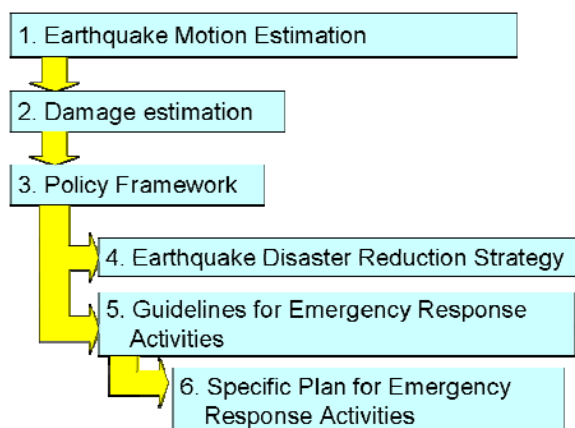 1. Earthquake Motion Estimation
2. Damage estimation
3. Policy Framework
4. Earthquake Disaster Reduction Strategy
5. Guidelines for Emergency Response
Activities
6. Specific Plan for Emergency
Response Activities